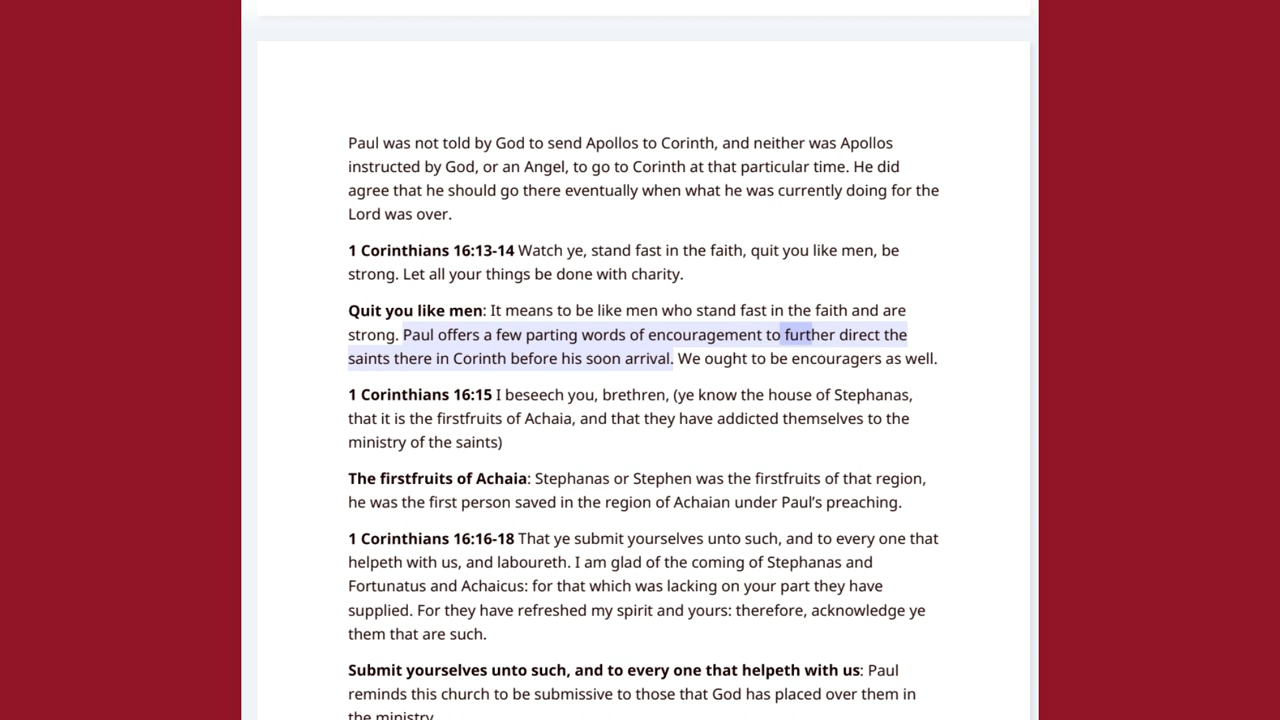 Paul was not told by God to send Apollos to Corinth, and neither was Apollos
instructed by God, or an Angel, to go to Corinth at that particular time. He did
agree that he should go there eventually when what he was currently doing for the
Lord was over.
1 Corinthians 16:13-14 Watch ye, stand fast in the faith, quit you like men, be
strong. Let all your things be done with charity.
Quit you like men: It means to be like men who stand fast in the faith and are
strong. Paul offers a few parting words of encouragement to further direct the
saints there in Corinth before his soon arrival. We ought to be encouragers as well.
1 Corinthians 16:15 I beseech you, brethren, (ye know the house of Stephanas,
that it is the firstfruits of Achaia, and that they have addicted themselves to the
ministry of the saints)
The firstfruits of Achaia: Stephanas or Stephen was the firstfruits of that region,
he was the first person saved in the region of Achaian under Paul’s preaching.
1 Corinthians 16:16-18 That ye submit yourselves unto such, and to every one that
helpeth with us, and laboureth. I am glad of the coming of Stephanas and
Fortunatus and Achaicus: for that which was lacking on your part they have
supplied. For they have refreshed my spirit and yours: therefore, acknowledge ye
them that are such.
Submit yourselves unto such, and to every one that helpeth with us: Paul
reminds this church to be submissive to those that God has placed over them in
the ministry.